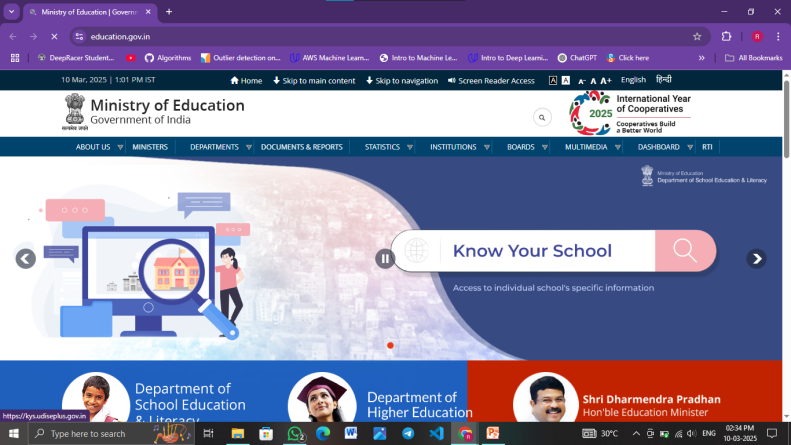 Ministry of Education | Governm
education.gov.in
DeepRacer Student...
Algorithms
Outlier detection on...
AWS Machine Learn...
Intro to Machine Le...
Intro to Deep Learni...
ChatGPT
Click here
All Bookmarks
10 Mar, 2025 | 1:01 PM IST
Home
Skip to main content
Skip to navigation
Screen Reader Access
A A A- A A+
English
हिन्दी
Ministry of Education
Government of India
सत्यमेव जयते
2025
International Year
of Cooperatives
Cooperatives Build
a Better World
ABOUT US
MINISTERS
DEPARTMENTS
DOCUMENTS & REPORTS
STATISTICS
INSTITUTIONS
BOARDS
MULTIMEDIA
DASHBOARD
RTI
Ministry of Education
Department of School Education & Literacy
Know Your School
Access to individual school's specific information
Department of
School Education
& Literacy
Department of
Higher Education
Shri Dharmendra Pradhan
Hon'ble Education Minister
https://kys.udiseplus.gov.in
Type here to search
2
30°C
ENG
02:34 PM
10-03-2025